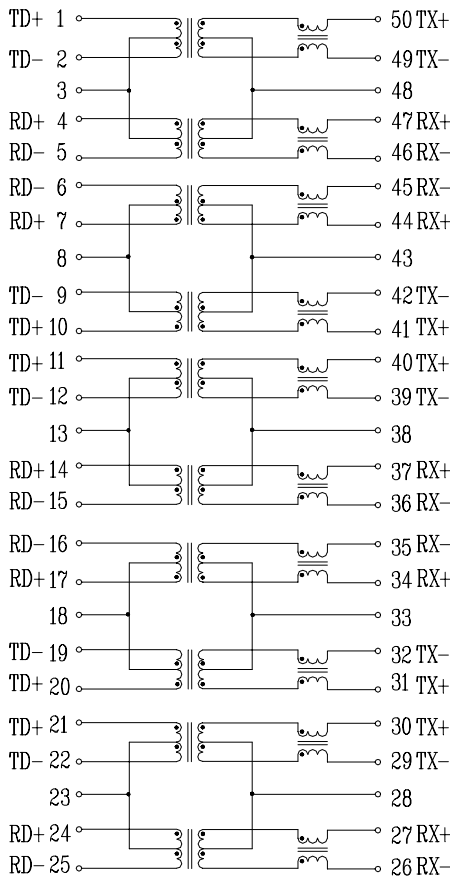 TD+ 1 50 TX+
TD- 2 49 TX-
3 48
RD+ 4 47 RX+
RD- 5 46 RX-
RD- 6 45 RX-
RD+ 7 44 RX+
8 43
TD- 9 42 TX-
TD+ 10 41 TX+
TD+ 11 40 TX+
TD- 12 39 TX-
13 38
RD+ 14 37 RX+
RD- 15 36 RX-
RD- 16 35 RX-
RD+ 17 34 RX+
18 33
TD- 19 32 TX-
TD+ 20 31 TX+
TD+ 21 30 TX+
TD- 22 29 TX-
23 28
RD+ 24 27 RX+
RD- 25 26 RX-